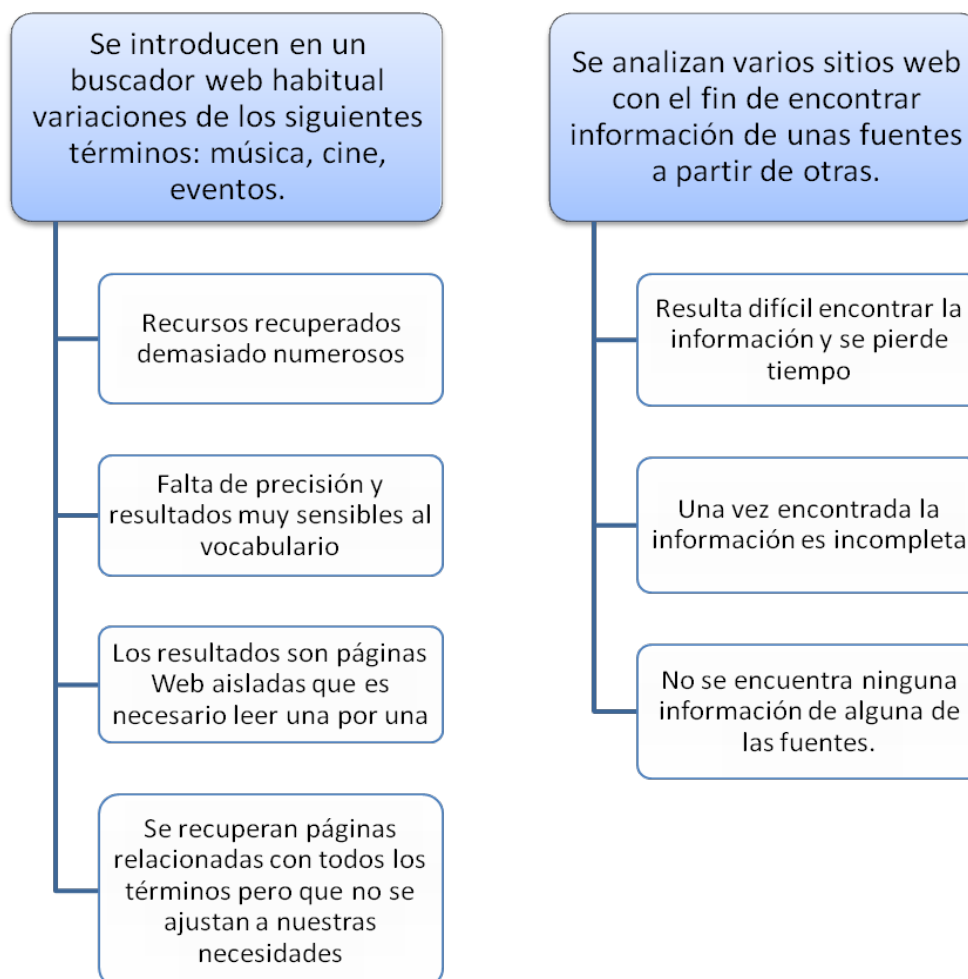 Se introducen en un
buscador web habitual
variaciones de los siguientes
términos: música, cine,
eventos.
Recursos recuperados
demasiado numerosos
Falta de precisión y
resultados muy sensibles al
vocabulario
Los resultados son páginas
Web aisladas que es
necesario leer una por una
Se recuperan páginas
relacionadas con todos los
términos pero que no se
ajustan a nuestras
necesidades
Se analizan varios sitios web
con el fin de encontrar
información de unas fuentes
a partir de otras.
Resulta difícil encontrar la
información y se pierde
tiempo
Una vez encontrada la
información es incompleta
No se encuentra ninguna
información de alguna de
las fuentes.